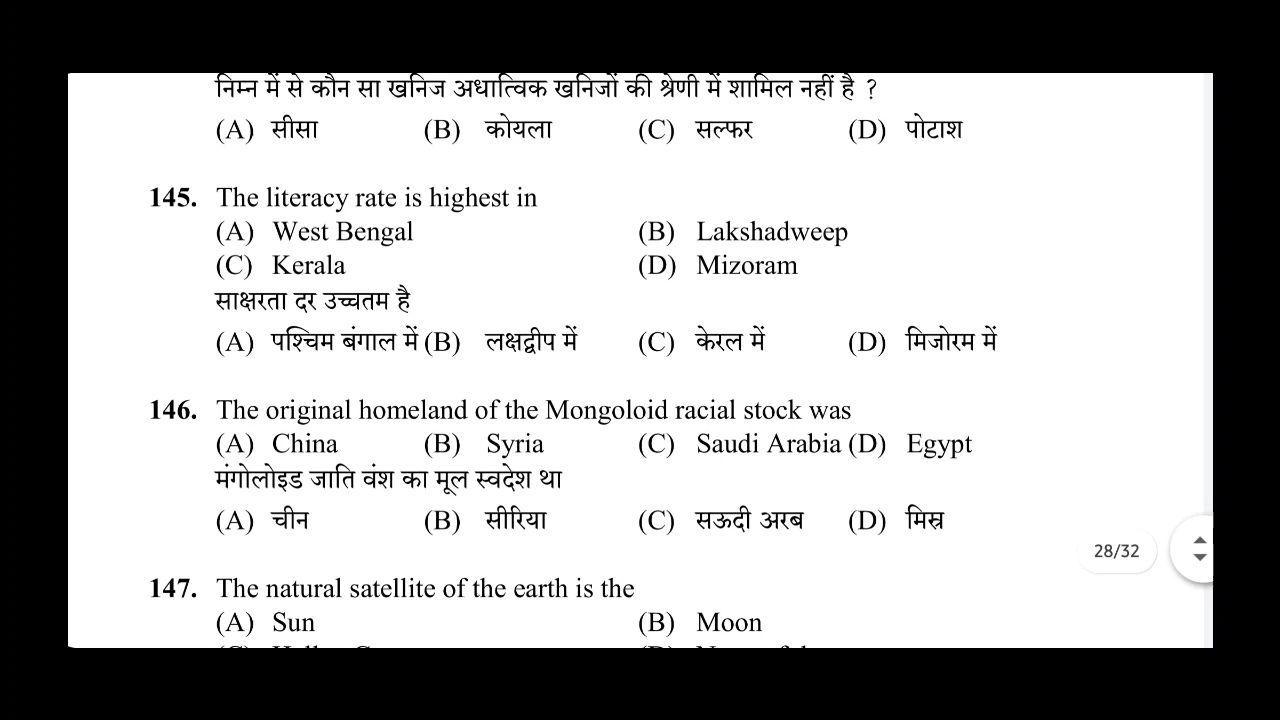 निम्न में से कौन सा खनिज अधात्विक खनिजों की श्रेणी में शामिल नहीं है ?
(A) सीसा (B) कोयला (C) सल्फर (D) पोटाश
145. The literacy rate is highest in
(A) West Bengal (B) Lakshadweep
(C) Kerala (D) Mizoram
साक्षरता दर उच्चतम है
(A) पश्चिम बंगाल में (B) लक्षद्वीप में (C) केरल में (D) मिजोरम में
146. The original homeland of the Mongoloid racial stock was
(A) China (B) Syria (C) Saudi Arabia (D) Egypt
मंगोलोइड जाति वंश का मूल स्वदेश था
(A) चीन (B) सीरिया (C) सऊदी अरब (D) मिस्र
28/32
147. The natural satellite of the earth is the
(A) Sun (B) Moon